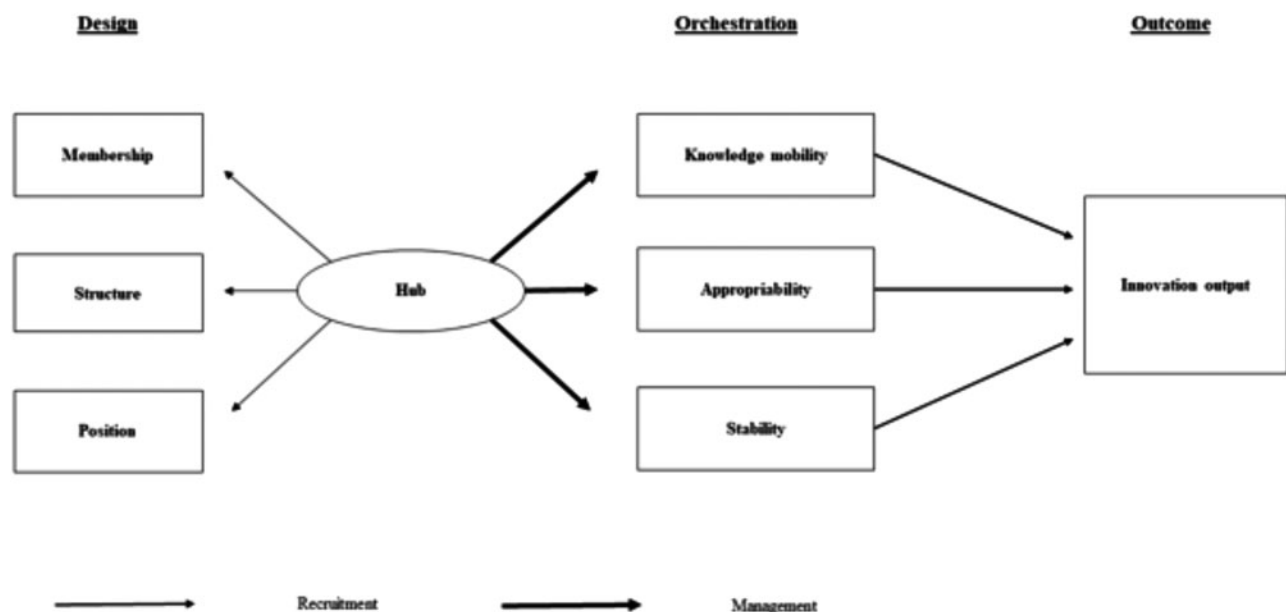 Design
Orchestration
Outcome
Membership
Knowledge mobility
Structure
Hub
Appropriability
Innovation output
Position
Stability
Recruitment
Management